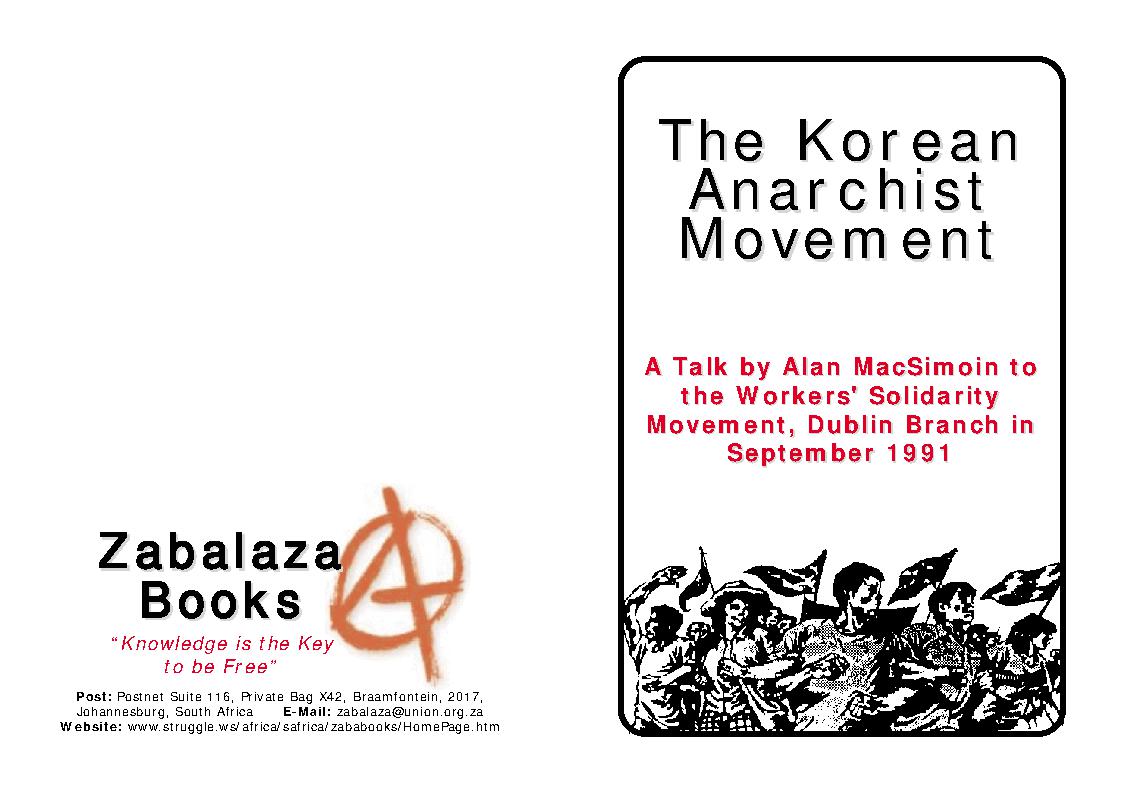 Zabalaza
Books
“Knowledge is the Key
to be Free”
Post: Postnet Suite 116, Private Bag X42, Braamfontein, 2017,
Johannesburg, South Africa E-Mail: zabalaza@union.org.za
Website: www.struggle.ws/africa/safrica/zababooks/HomePage.htm
The Korean
Anarchist
Movement
A Talk by Alan MacSimoin to
the Workers' Solidarity
Movement, Dublin Branch in
September 1991